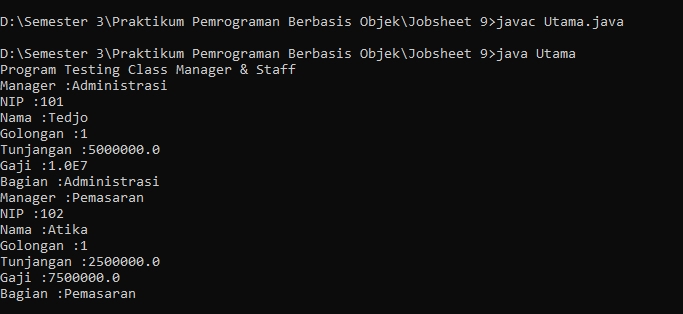 D:\Semester 3\Praktikum Pemrograman Berbasis Objek\Jobsheet 9>javac Utama.java
D:\Semester 3\Praktikum Pemrograman Berbasis Objek\Jobsheet 9>java Utama
Program Testing Class Manager & Staff
Manager :Administrasi
NIP :101
Nama :Tedjo
Golongan :1
Tunjangan :5000000.0
Gaji :1.0E7
Bagian :Administrasi
Manager :Pemasaran
NIP :102
Nama :Atika
Golongan :1
Tunjangan :2500000.0
Gaji :7500000.0
Bagian :Pemasaran